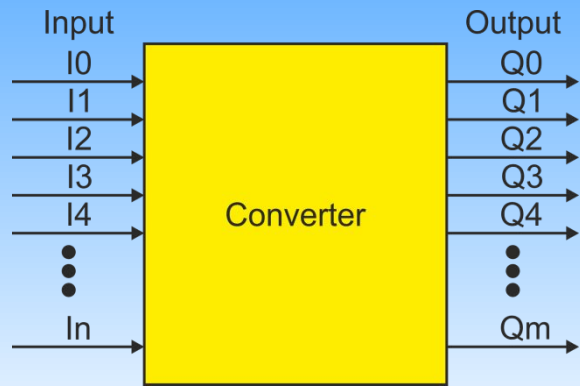 Input Output
I0 Q0
I1 Q1
I2 Q2
I3 Q3
I4 Q4
Converter
In Qm